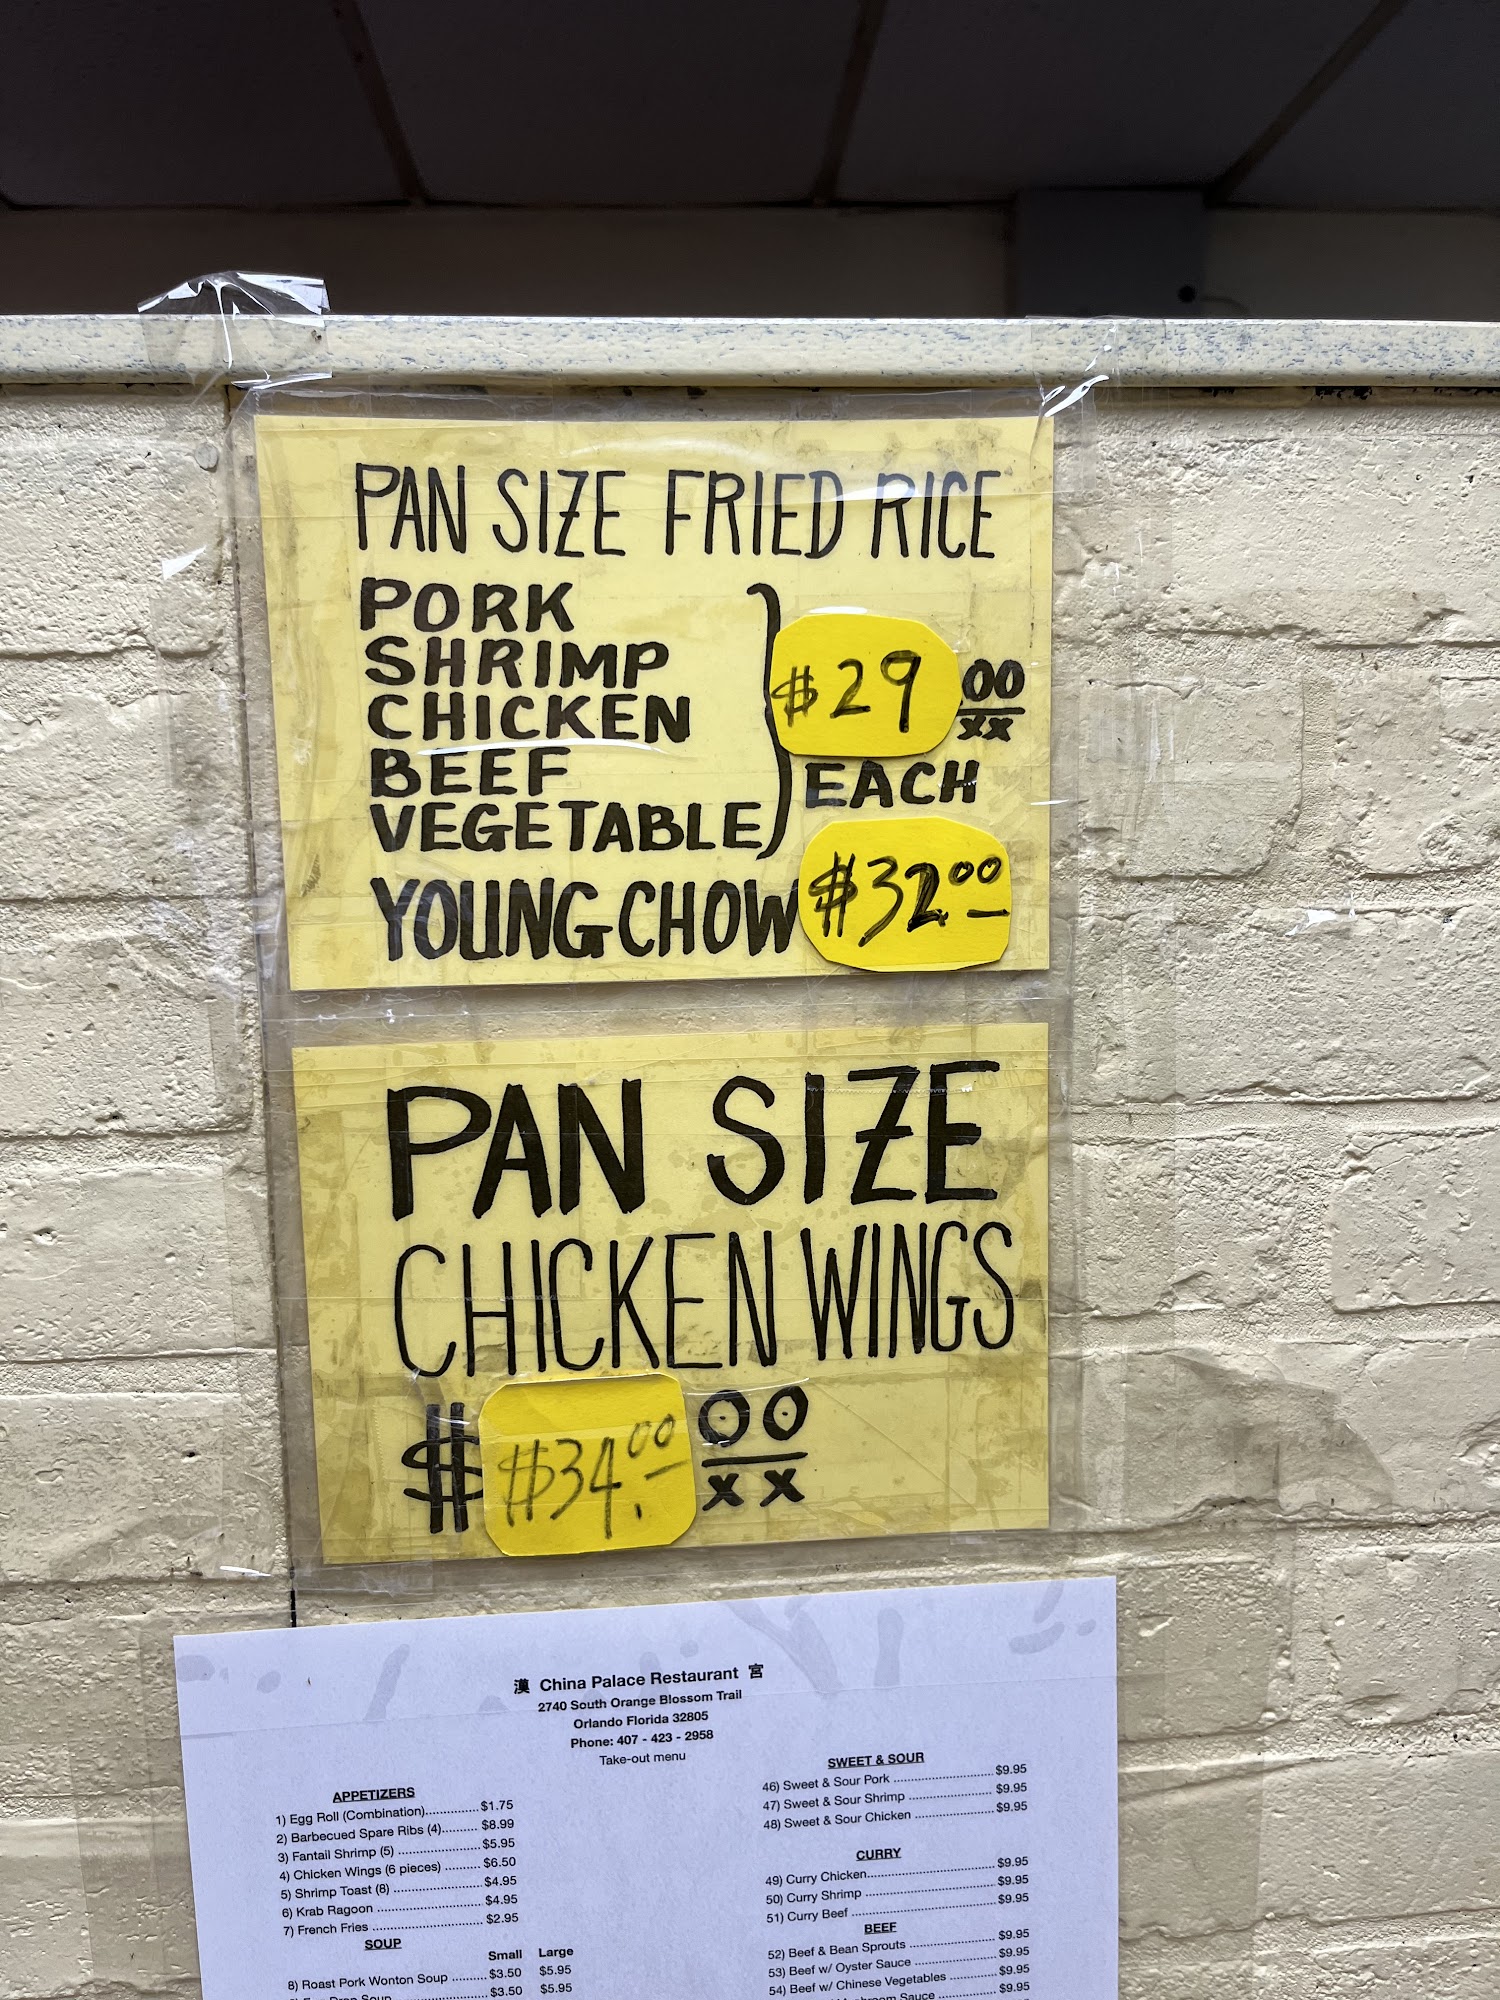 PAN SIZE FRIED RICE
PORK
SHRIMP
CHICKEN
BEEF
VEGETABLE
$29 00
xx
EACH
YOUNG CHOW $32.00
PAN SIZE
CHICKEN WINGS
$ $34.00 00
xx
漢 China Palace Restaurant 宮
2740 South Orange Blossom Trail
Orlando Florida 32805
Phone: 407 - 423 - 2958
Take-out menu
APPETIZERS
1) Egg Roll (Combination)............... $1.75
2) Barbecued Spare Ribs (4).......... $8.99
3) Fantail Shrimp (5) ....................... $5.95
4) Chicken Wings (6 pieces) .......... $6.50
5) Shrimp Toast (8) ......................... $4.95
6) Krab Ragoon .............................. $4.95
7) French Fries ............................... $2.95
SOUP
Small Large
8) Roast Pork Wonton Soup .......... $3.50 $5.95
Drop Soup .......... $3.50 $5.95
SWEET & SOUR
46) Sweet & Sour Pork ............................ $9.95
47) Sweet & Sour Shrimp ........................ $9.95
48) Sweet & Sour Chicken ...................... $9.95
CURRY
49) Curry Chicken.................................... $9.95
50) Curry Shrimp .................................... $9.95
51) Curry Beef ........................................ $9.95
BEEF
52) Beef & Bean Sprouts ........................ $9.95
53) Beef w/ Oyster Sauce ....................... $9.95
54) Beef w/ Chinese Vegetables .............. $9.95
Sauce ....................... $9.95